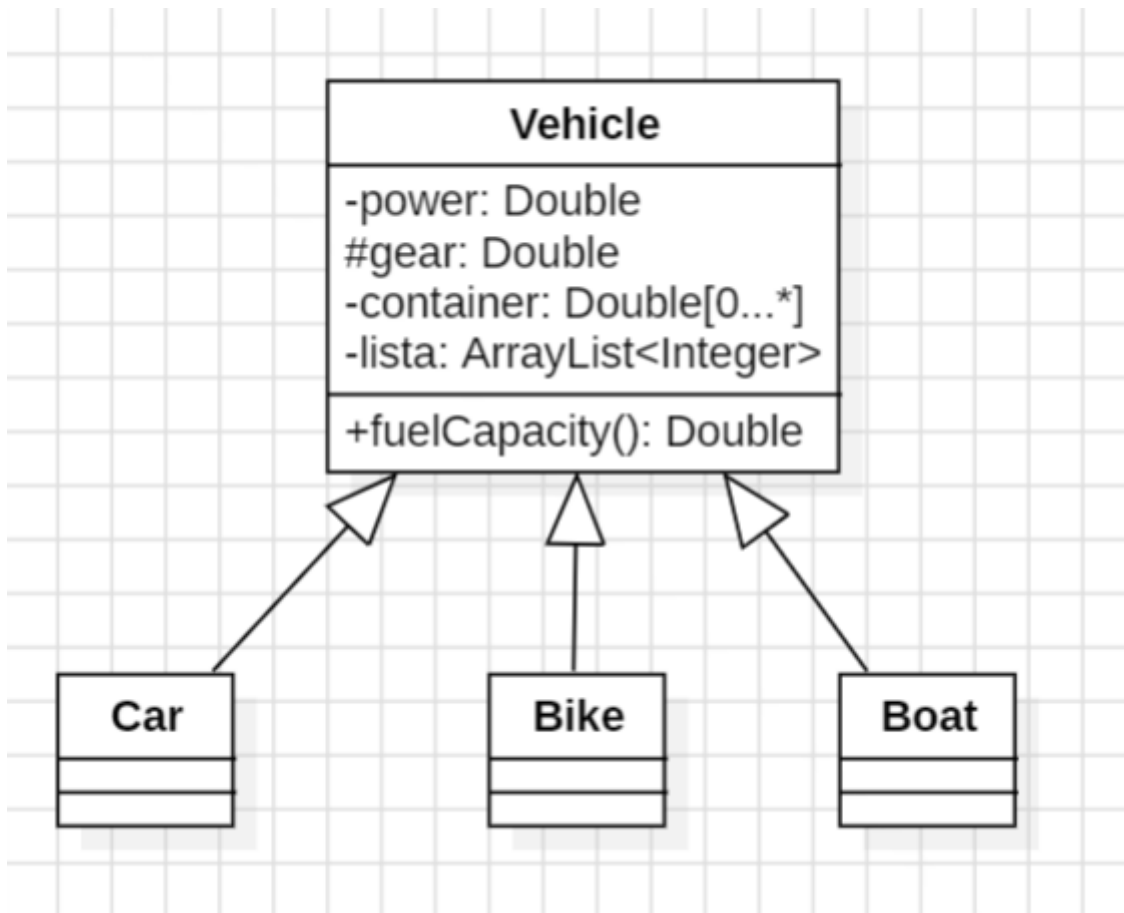 Vehicle
-power: Double
#gear: Double
-container: Double[0...*]
-lista: ArrayList<Integer>
+fuelCapacity(): Double
Car
Bike
Boat